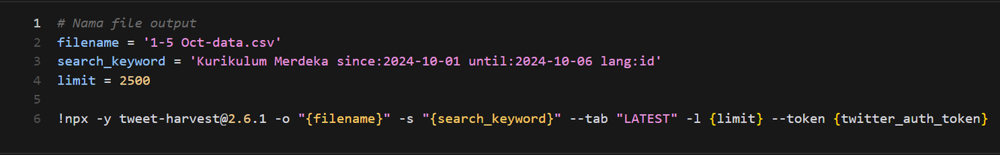 1 # Nama file output
2 filename = '1-5 Oct-data.csv'
3 search_keyword = 'Kurikulum Merdeka since:2024-10-01 until:2024-10-06 lang:id'
4 limit = 2500
5
6 !npx -y tweet-harvest@2.6.1 -o "{filename}" -s "{search_keyword}" --tab "LATEST" -l {limit} --token {twitter_auth_token}